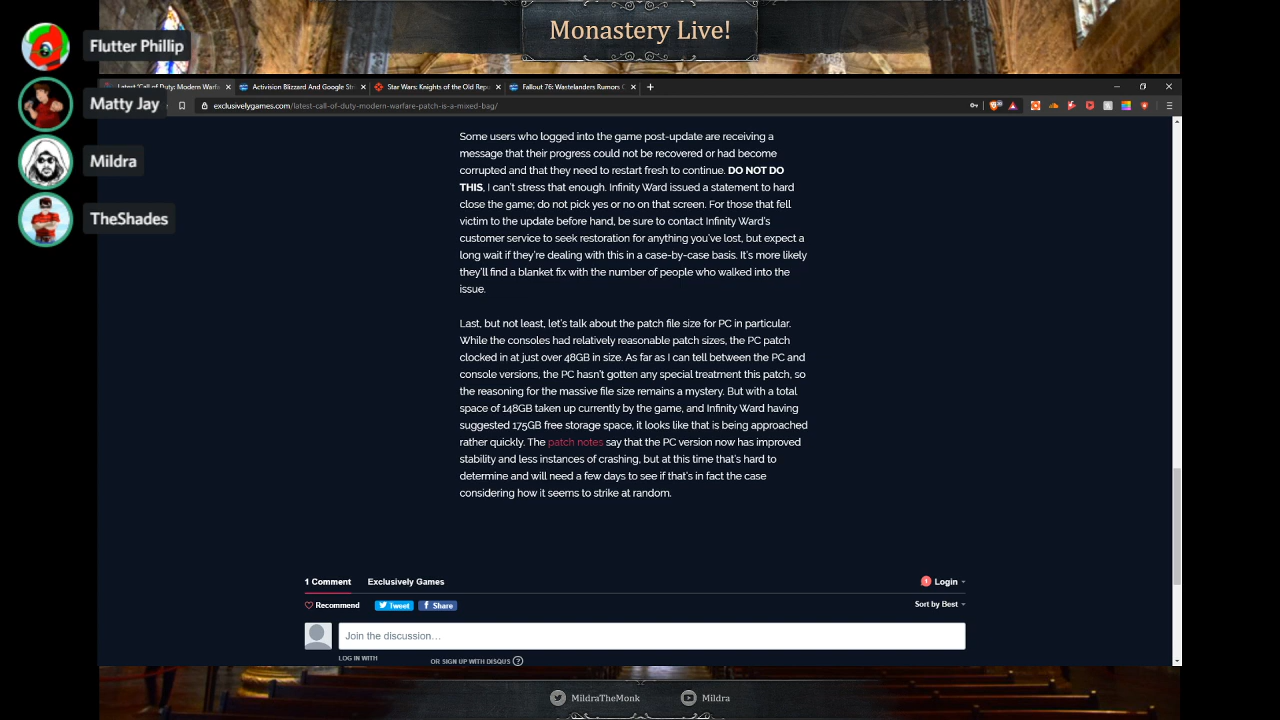 Monastery Live!
Flutter Phillip
Matty Jay
Mildra
TheShades
Latest "Call of Duty: Modern Warfa
Activision Blizzard And Google Str
Star Wars: Knights of the Old Repu
Fallout 76: Wastelanders Rumors C
exclusivelygames.com/latest-call-of-duty-modern-warfare-patch-is-a-mixed-bag/
Some users who logged into the game post-update are receiving a
message that their progress could not be recovered or had become
corrupted and that they need to restart fresh to continue. DO NOT DO
THIS, I can't stress that enough. Infinity Ward issued a statement to hard
close the game; do not pick yes or no on that screen. For those that fell
victim to the update before hand, be sure to contact Infinity Ward's
customer service to seek restoration for anything you've lost, but expect a
long wait if they're dealing with this in a case-by-case basis. It's more likely
they'll find a blanket fix with the number of people who walked into the
issue.
Last, but not least, let's talk about the patch file size for PC in particular.
While the consoles had relatively reasonable patch sizes, the PC patch
clocked in at just over 48GB in size. As far as I can tell between the PC and
console versions, the PC hasn't gotten any special treatment this patch, so
the reasoning for the massive file size remains a mystery. But with a total
space of 148GB taken up currently by the game, and Infinity Ward having
suggested 175GB free storage space, it looks like that is being approached
rather quickly. The patch notes say that the PC version now has improved
stability and less instances of crashing, but at this time that's hard to
determine and will need a few days to see if that's in fact the case
considering how it seems to strike at random.
1 Comment
Exclusively Games
1
Login
Recommend
Tweet
Share
Sort by Best
Join the discussion...
LOG IN WITH
OR SIGN UP WITH DISQUS ?
MildraTheMonk
Mildra